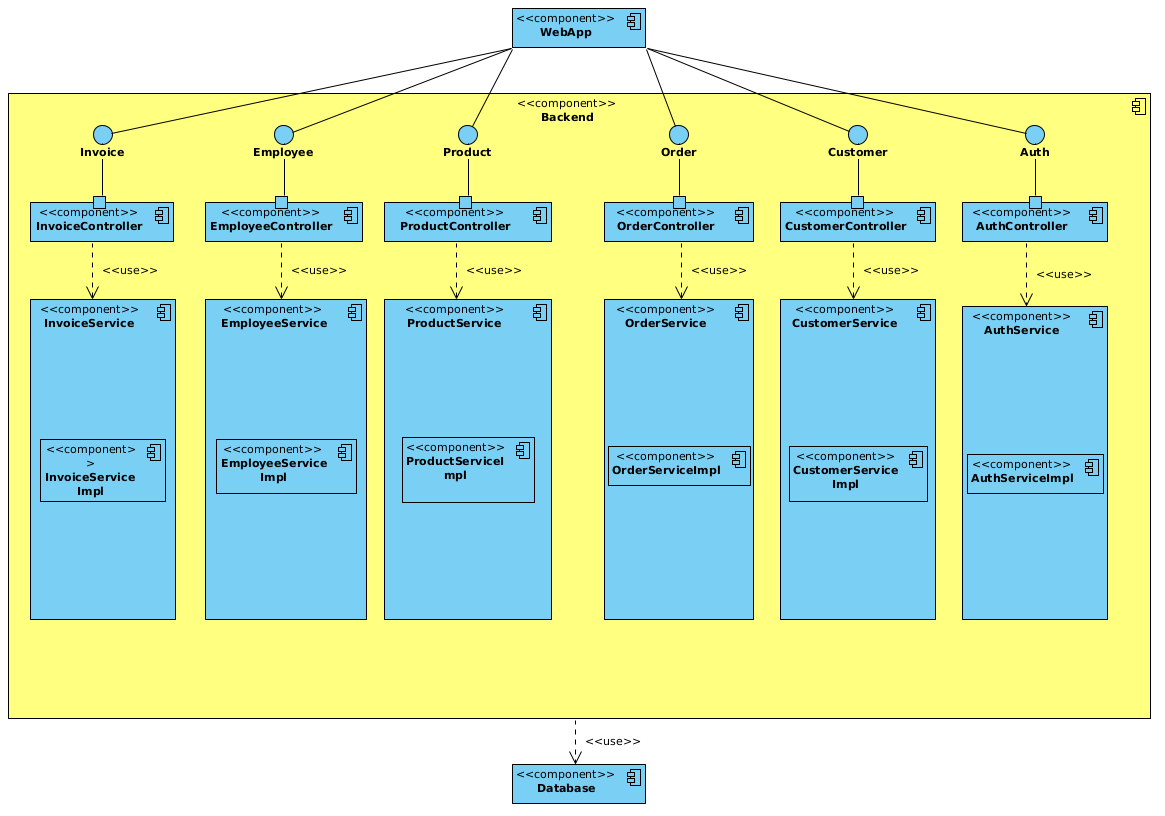 <<component>>
WebApp
<<component>>
Backend
Invoice
Employee
Product
Order
Customer
Auth
<<component>>
InvoiceController
<<component>>
EmployeeController
<<component>>
ProductController
<<component>>
OrderController
<<component>>
CustomerController
<<component>>
AuthController
<<use>>
<<use>>
<<use>>
<<use>>
<<use>>
<<use>>
<<component>>
InvoiceService
<<component>>
EmployeeService
<<component>>
ProductService
<<component>>
OrderService
<<component>>
CustomerService
<<component>>
AuthService
<<component>
>
InvoiceService
Impl
<<component>>
EmployeeService
Impl
<<component>>
ProductServiceI
mpl
<<component>>
OrderServiceImpl
<<component>>
CustomerService
Impl
<<component>>
AuthServiceImpl
<<use>>
<<component>>
Database